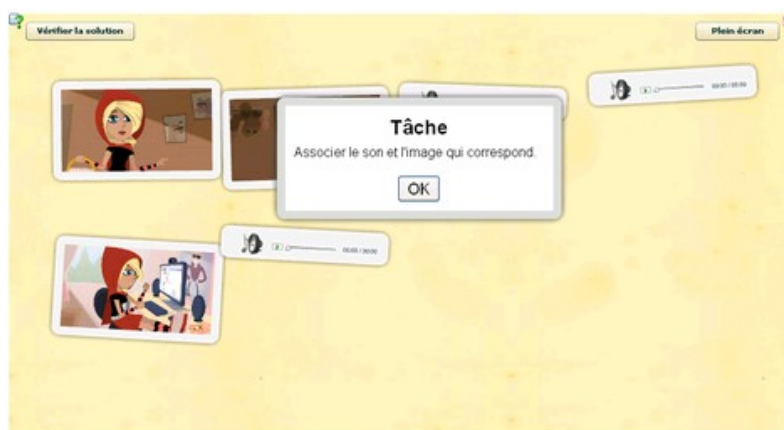 Vérifier la solution
Plein écran
Tâche
Associer le son et l'image qui correspond.
OK